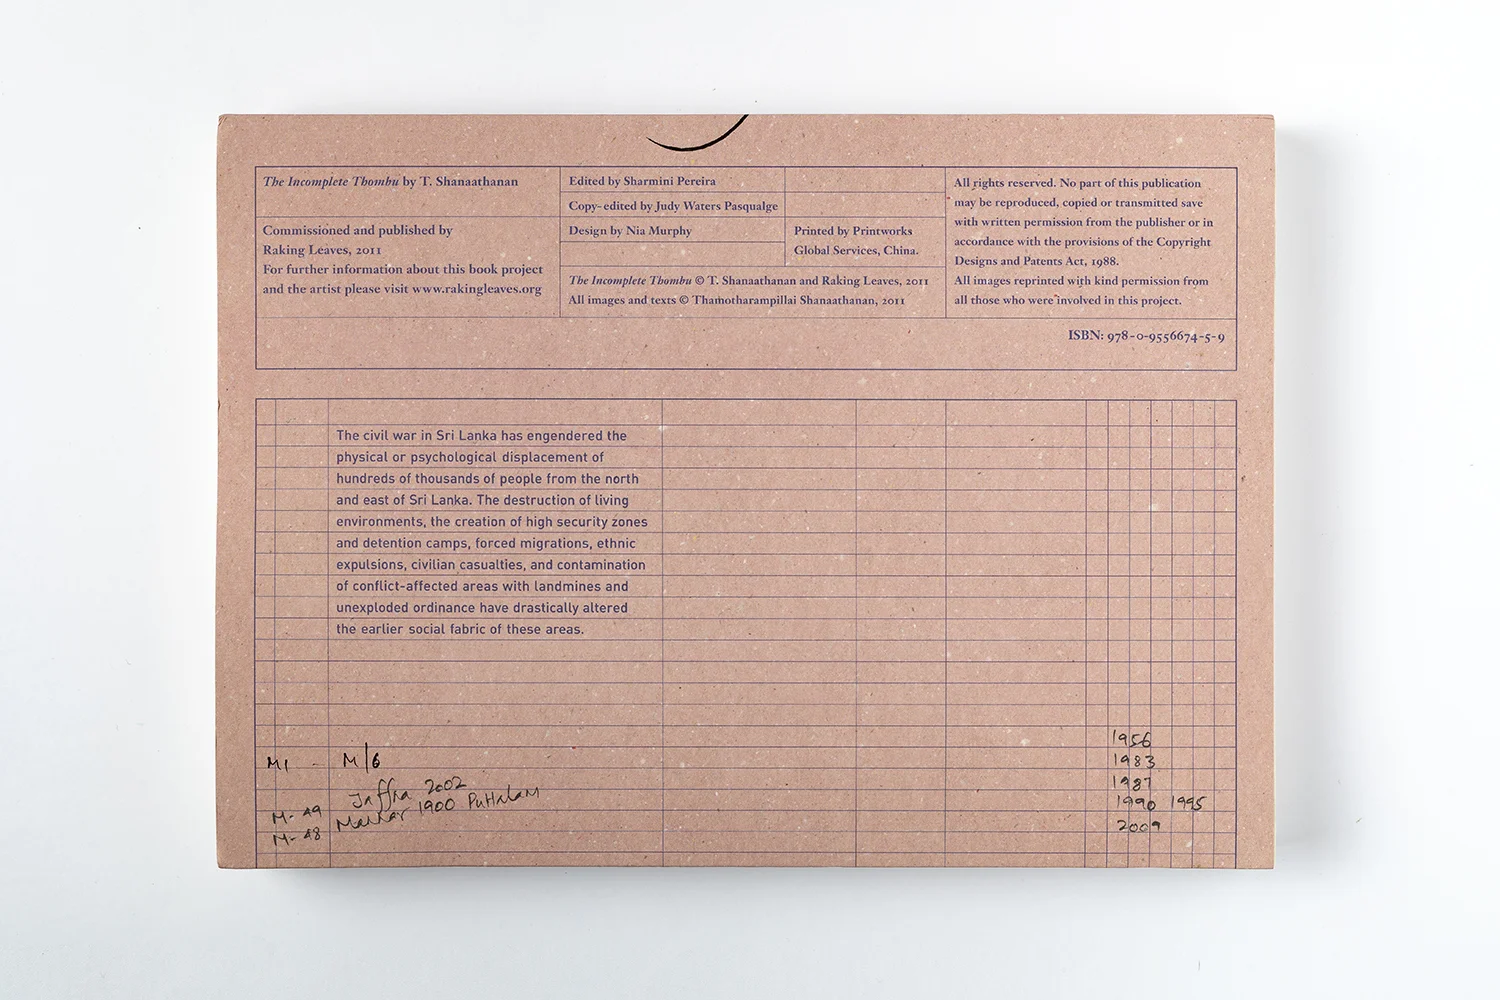 The Incomplete Thombu by T. Shanaathanan
Commissioned and published by
Raking Leaves, 2011
For further information about this book project
and the artist please visit www.rakingleaves.org
Edited by Sharmini Pereira
Copy-edited by Judy Waters Pasqualge
Design by Nia Murphy
Printed by Printworks
Global Services, China.
The Incomplete Thombu © T. Shanaathanan and Raking Leaves, 2011
All images and texts © Thamotharampillai Shanaathanan, 2011
All rights reserved. No part of this publication
may be reproduced, copied or transmitted save
with written permission from the publisher or in
accordance with the provisions of the Copyright
Designs and Patents Act, 1988.
All images reprinted with kind permission from
all those who were involved in this project.
ISBN: 978-0-9556674-5-9
The civil war in Sri Lanka has engendered the
physical or psychological displacement of
hundreds of thousands of people from the north
and east of Sri Lanka. The destruction of living
environments, the creation of high security zones
and detention camps, forced migrations, ethnic
expulsions, civilian casualties, and contamination
of conflict-affected areas with landmines and
unexploded ordinance have drastically altered
the earlier social fabric of these areas.
M1 - M/6
M-49 Jaffna 2002
M-48 Mannar 1900 Puttalam
1956
1983
1987
1990 1995
2009